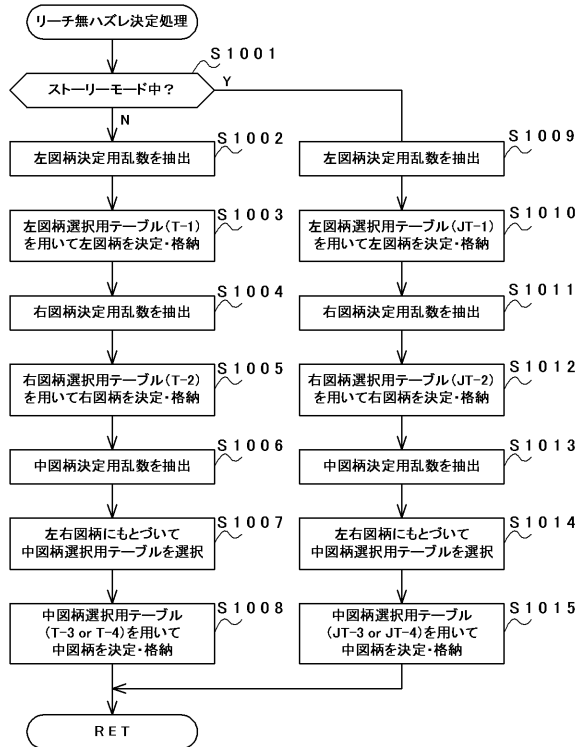 リーチ無ハズレ決定処理
S1001
ストーリーモード中？
Y
N
S1002
左図柄決定用乱数を抽出
S1003
左図柄選択用テーブル(T-1)
を用いて左図柄を決定・格納
S1004
右図柄決定用乱数を抽出
S1005
右図柄選択用テーブル(T-2)
を用いて右図柄を決定・格納
S1006
中図柄決定用乱数を抽出
S1007
左右図柄にもとづいて
中図柄選択用テーブルを選択
S1008
中図柄選択用テーブル
(T-3 or T-4)を用いて
中図柄を決定・格納
S1009
左図柄決定用乱数を抽出
S1010
左図柄選択用テーブル(JT-1)
を用いて左図柄を決定・格納
S1011
右図柄決定用乱数を抽出
S1012
右図柄選択用テーブル(JT-2)
を用いて右図柄を決定・格納
S1013
中図柄決定用乱数を抽出
S1014
左右図柄にもとづいて
中図柄選択用テーブルを選択
S1015
中図柄選択用テーブル
(JT-3 or JT-4)を用いて
中図柄を決定・格納
RET